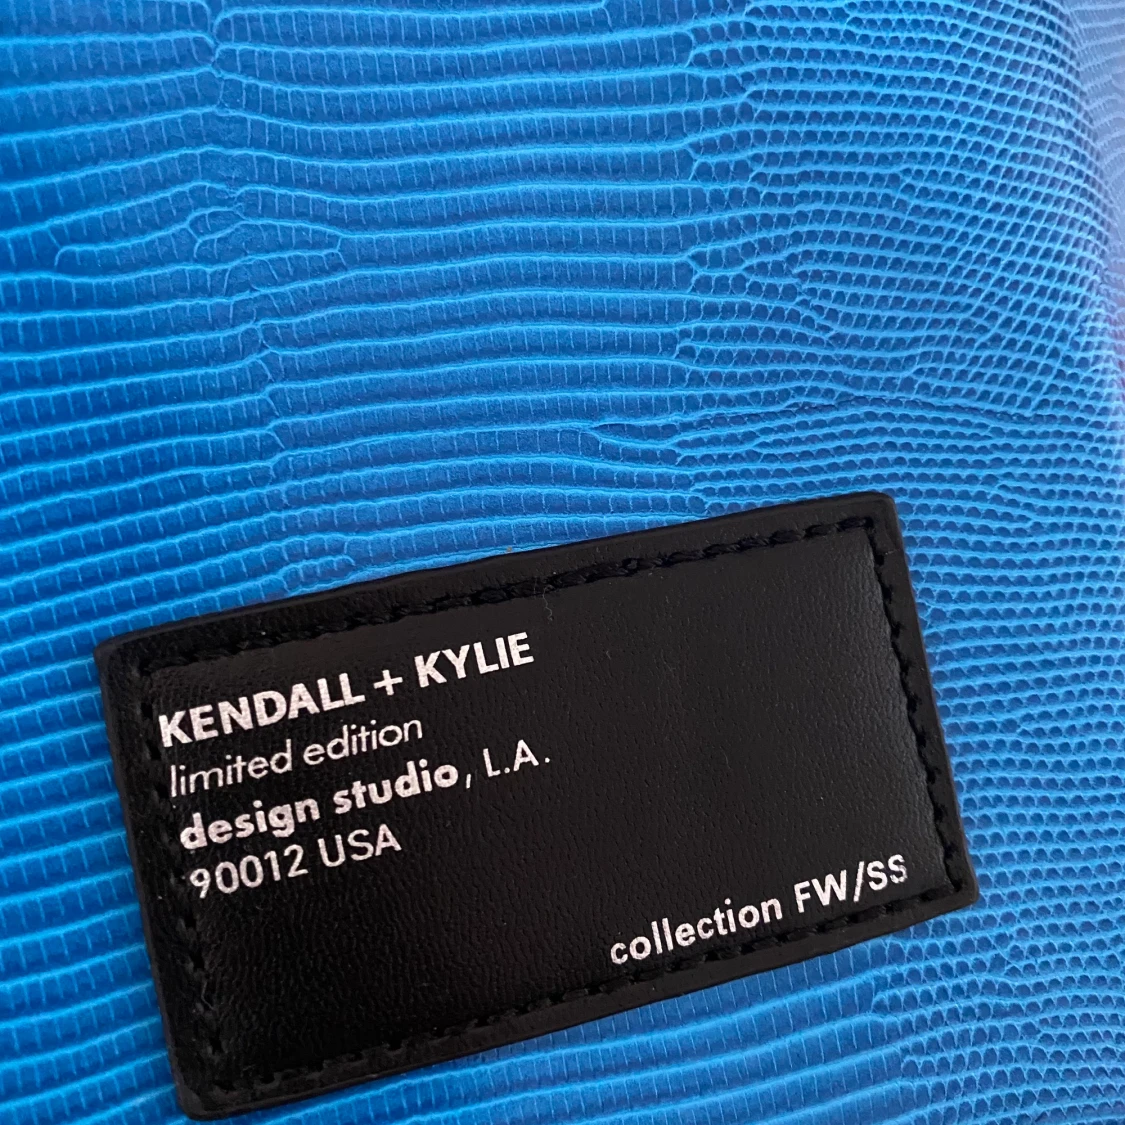 KENDALL + KYLIE
limited edition
design studio, L.A.
90012 USA
collection FW/SS